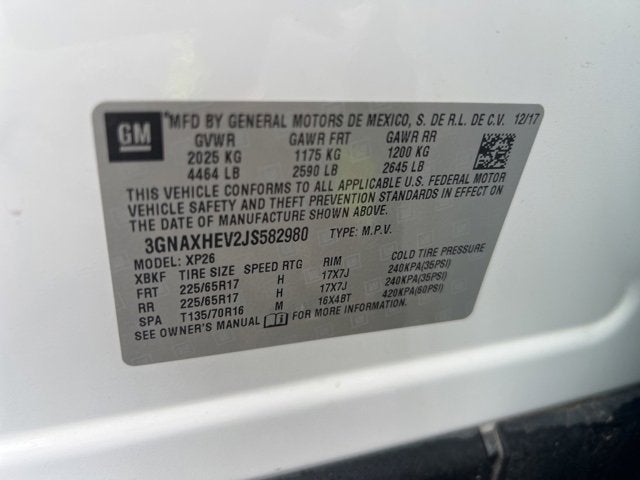 GM
*MFD BY GENERAL MOTORS DE MEXICO, S. DE R.L. DE C.V. 12/17
GVWR GAWR FRT GAWR RR
2025 KG 1175 KG 1200 KG
4464 LB 2590 LB 2645 LB
THIS VEHICLE CONFORMS TO ALL APPLICABLE U.S. FEDERAL MOTOR
VEHICLE SAFETY AND THEFT PREVENTION STANDARDS IN EFFECT ON
THE DATE OF MANUFACTURE SHOWN ABOVE.
3GNAXHEV2JS582980 TYPE: M.P.V.
MODEL: XP26
XBKF TIRE SIZE SPEED RTG RIM COLD TIRE PRESSURE
FRT 225/65R17 H 17X7J 240KPA(35PSI)
RR 225/65R17 H 17X7J 240KPA(35PSI)
SPA T135/70R16 M 16X4BT 420KPA(60PSI)
SEE OWNER'S MANUAL FOR MORE INFORMATION.